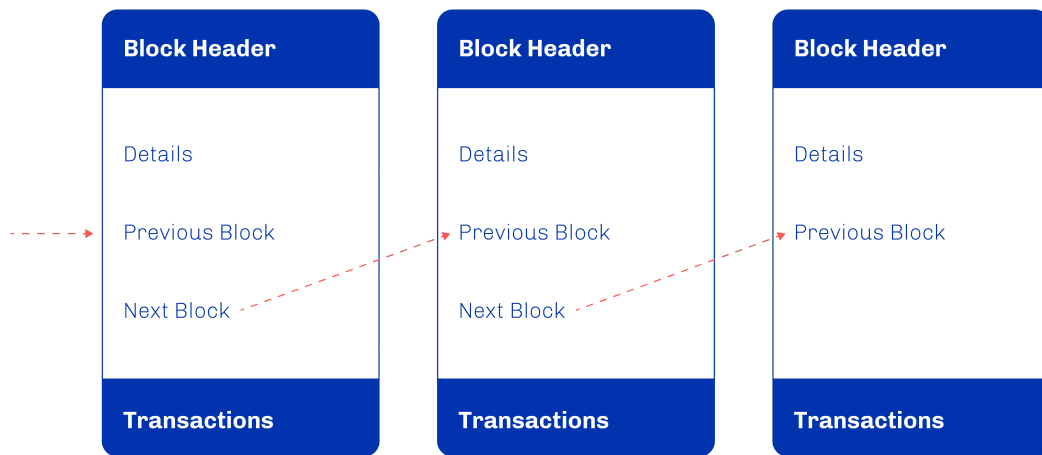 Block Header
Details
Previous Block
Next Block
Transactions
Block Header
Details
Previous Block
Next Block
Transactions
Block Header
Details
Previous Block
Transactions